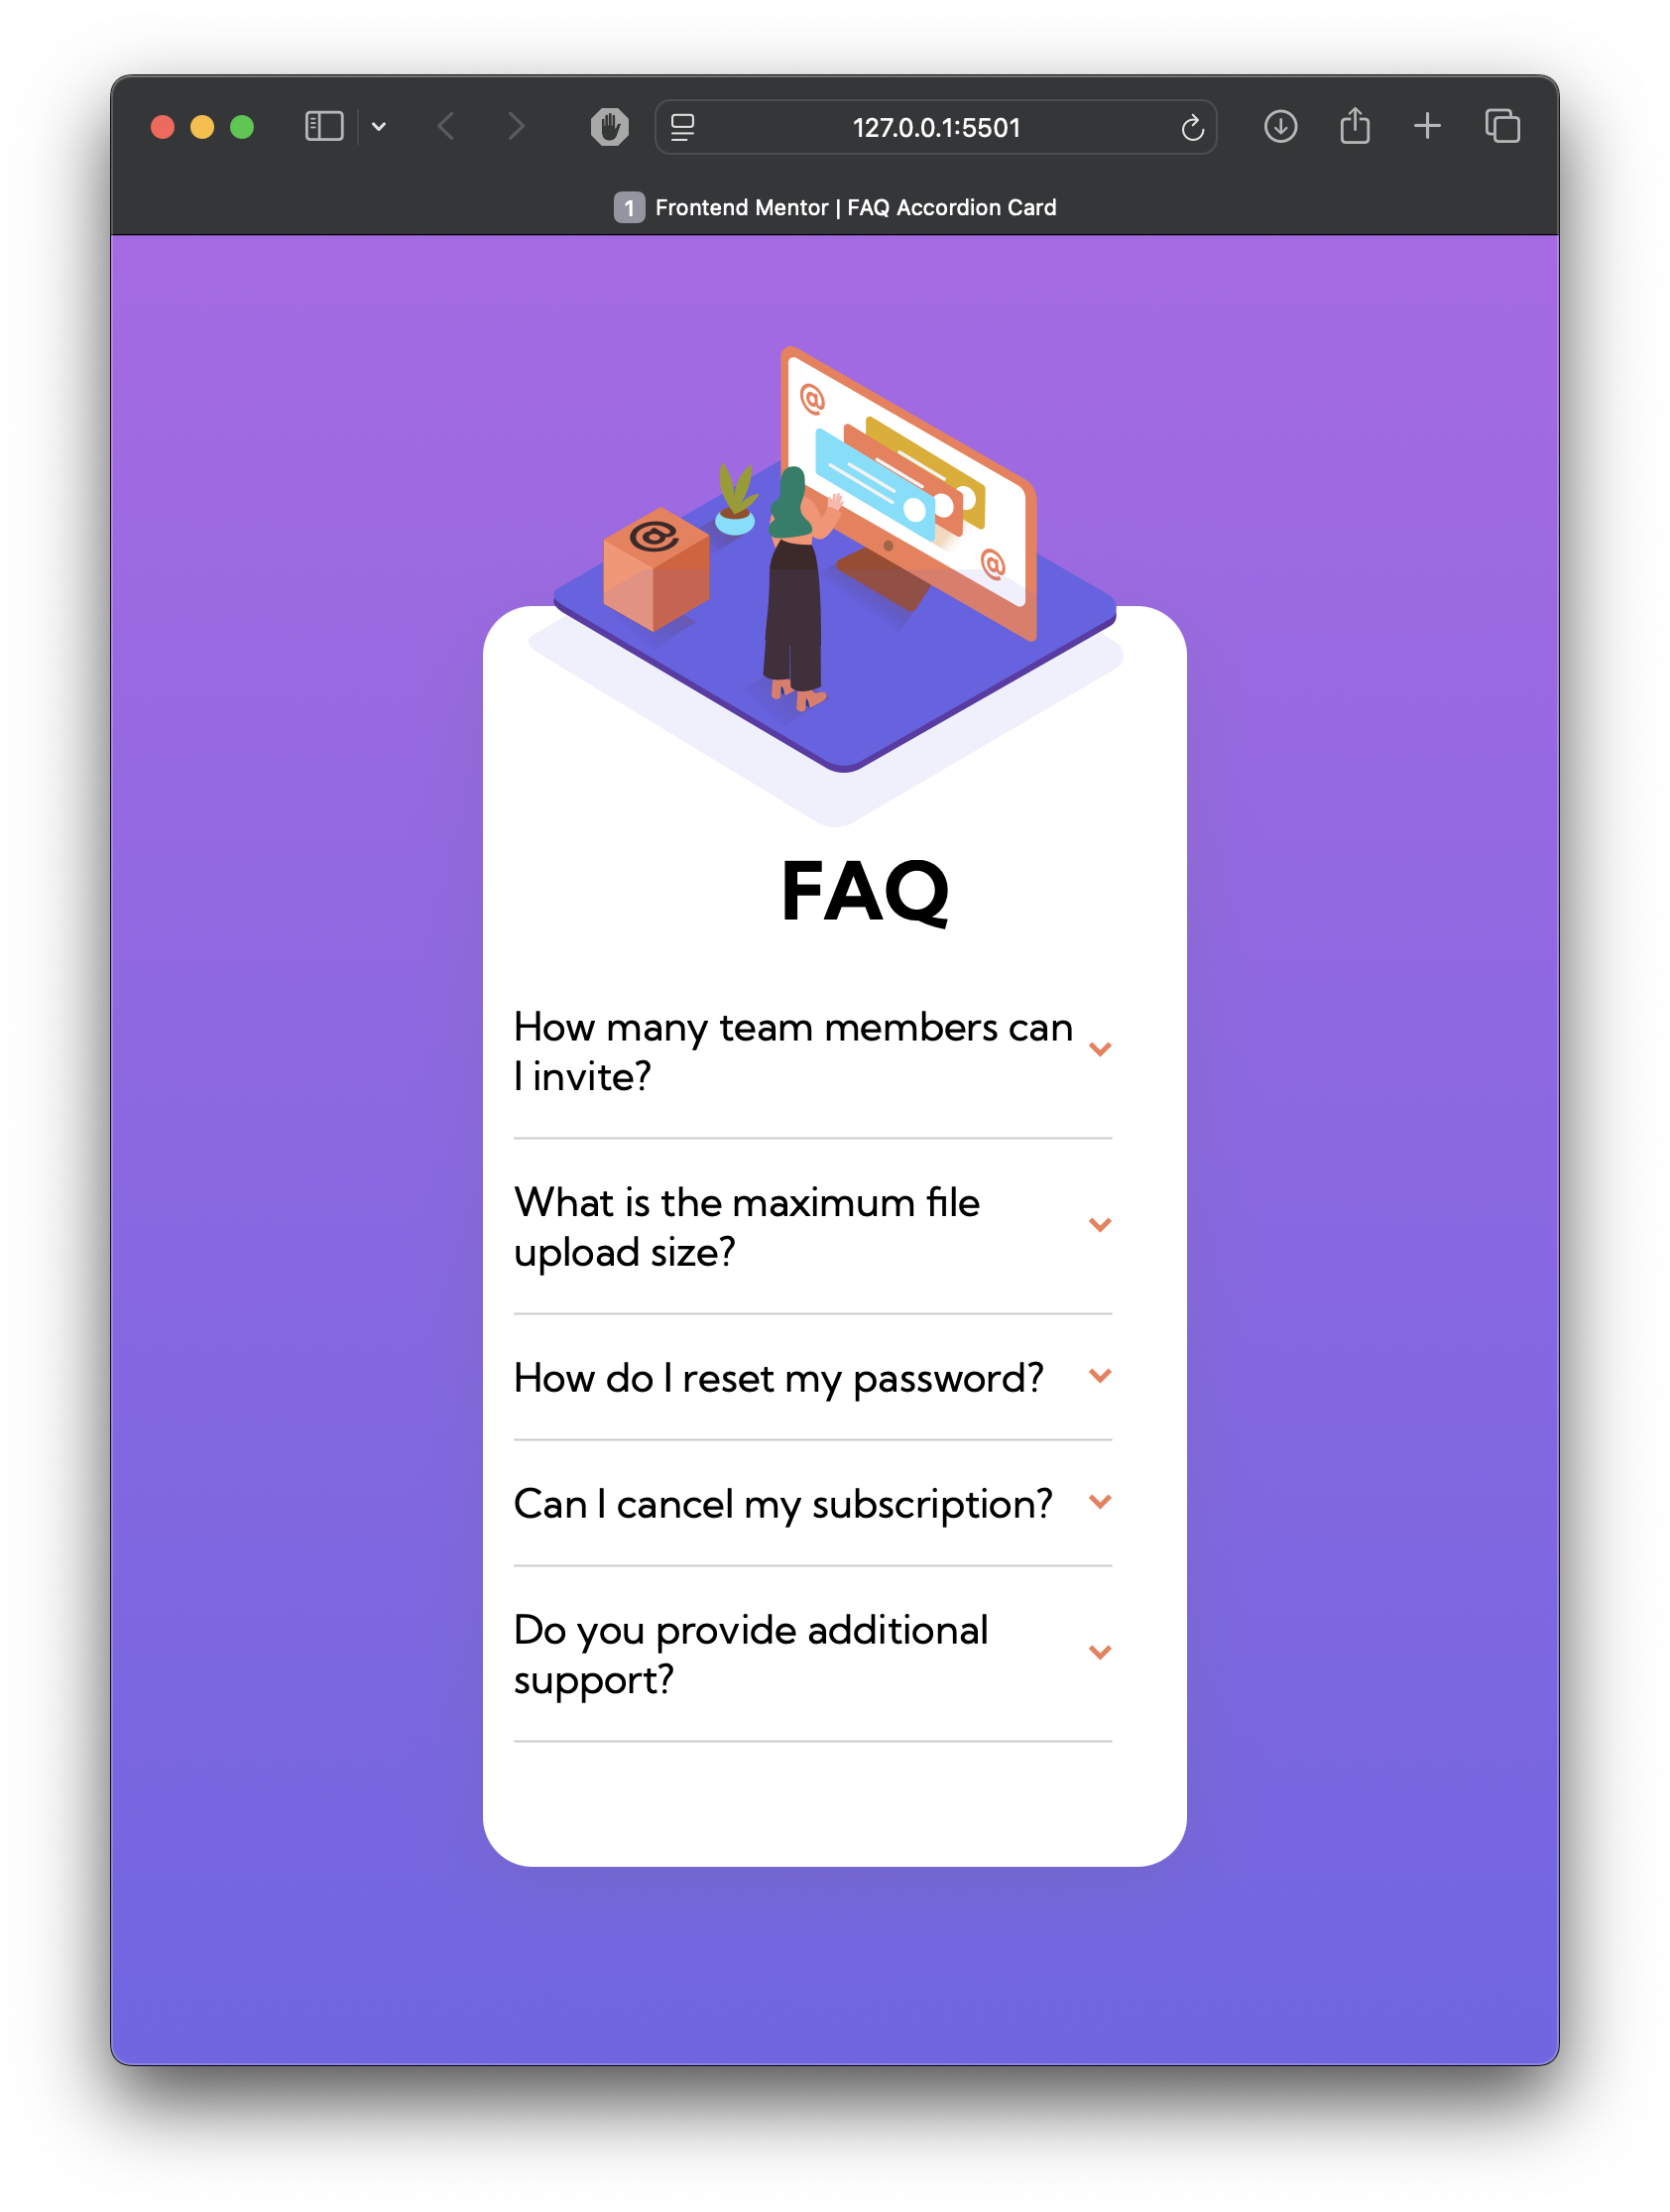 127.0.0.1:5501
1 Frontend Mentor | FAQ Accordion Card
@
@
@
FAQ
How many team members can
I invite?
What is the maximum file
upload size?
How do I reset my password?
Can I cancel my subscription?
Do you provide additional
support?